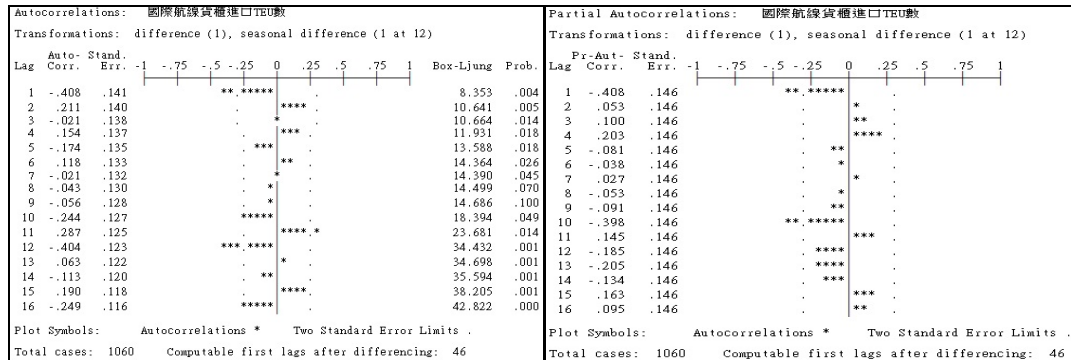 Autocorrelations: 國際航線貨櫃進口TEU數
Transformations: difference (1), seasonal difference (1 at 12)
Auto- Stand.
Lag Corr. Err. -1 -.75 -.5 -.25 0 .25 .5 .75 1 Box-Ljung Prob.
1 -.408 .141 **.***** 8.353 .004
2 .211 .140 . **** . 10.641 .005
3 -.021 .138 . * . 10.664 .014
4 .154 .137 . *** . 11.931 .018
5 -.174 .135 . *** . 13.588 .018
6 .118 .133 . ** . 14.364 .026
7 -.021 .132 . * . 14.390 .045
8 -.043 .130 . * . 14.499 .070
9 -.056 .128 . * . 14.686 .100
10 -.244 .127 ***** . 18.394 .049
11 .287 .125 . ****.* 23.681 .014
12 -.404 .123 ***.**** . 34.432 .001
13 .063 .122 . * . 34.698 .001
14 -.113 .120 . ** . 35.594 .001
15 .190 .118 . **** . 38.205 .001
16 -.249 .116 ***** . 42.822 .000
Plot Symbols: Autocorrelations * Two Standard Error Limits .
Total cases: 1060 Computable first lags after differencing: 46
Partial Autocorrelations: 國際航線貨櫃進口TEU數
Transformations: difference (1), seasonal difference (1 at 12)
Pr-Aut- Stand.
Lag Corr. Err. -1 -.75 -.5 -.25 0 .25 .5 .75 1
1 -.408 .146 **.***** .
2 .053 .146 . * .
3 .100 .146 . ** .
4 .203 .146 . **** .
5 -.081 .146 . ** .
6 -.038 .146 . * .
7 .027 .146 . * .
8 -.053 .146 . * .
9 -.091 .146 . ** .
10 -.398 .146 **.***** .
11 .145 .146 . *** .
12 -.185 .146 . **** .
13 -.205 .146 . **** .
14 -.134 .146 . *** .
15 .163 .146 . *** .
16 .095 .146 . ** .
Plot Symbols: Autocorrelations * Two Standard Error Limits .
Total cases: 1060 Computable first lags after differencing: 46